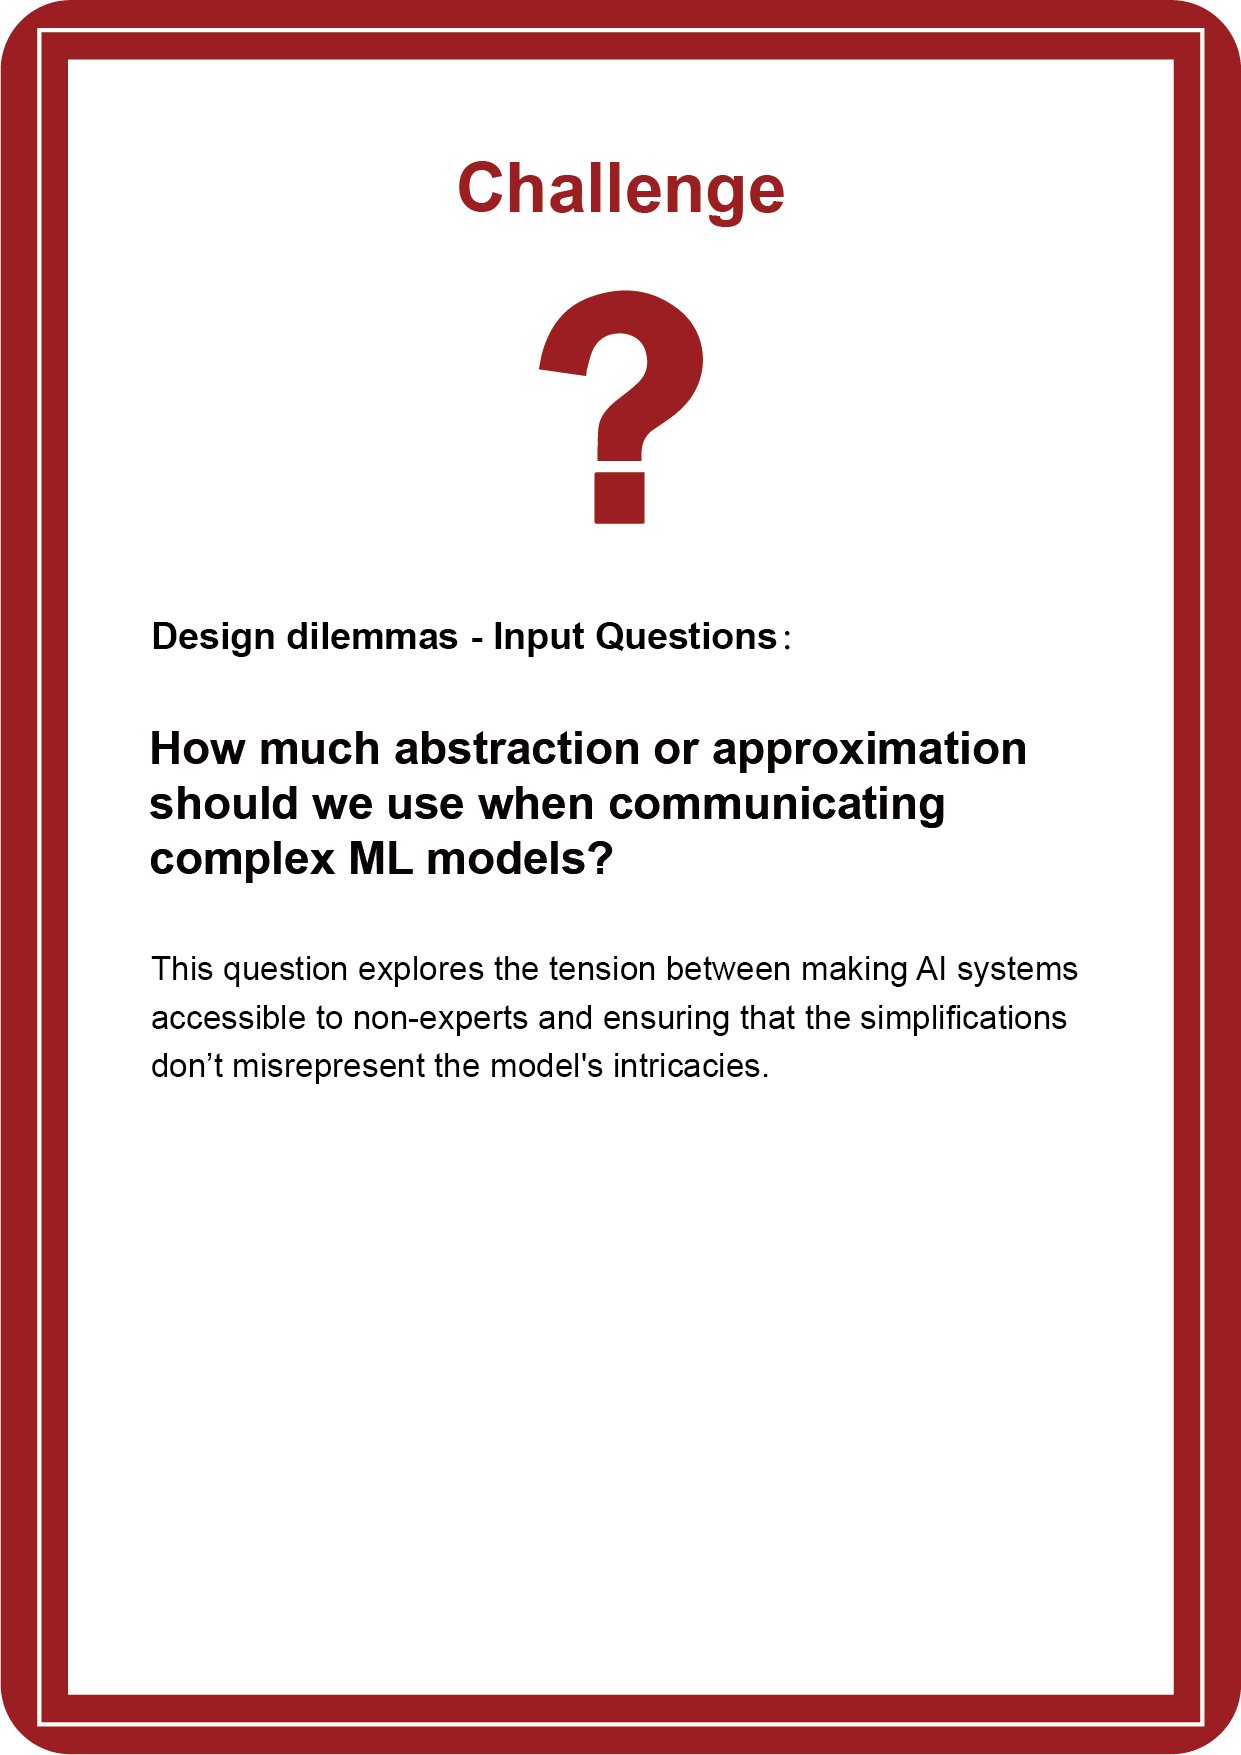 Challenge
?
Design dilemmas - Input Questions：
How much abstraction or approximation
should we use when communicating
complex ML models?
This question explores the tension between making AI systems
accessible to non-experts and ensuring that the simplifications
don’t misrepresent the model's intricacies.